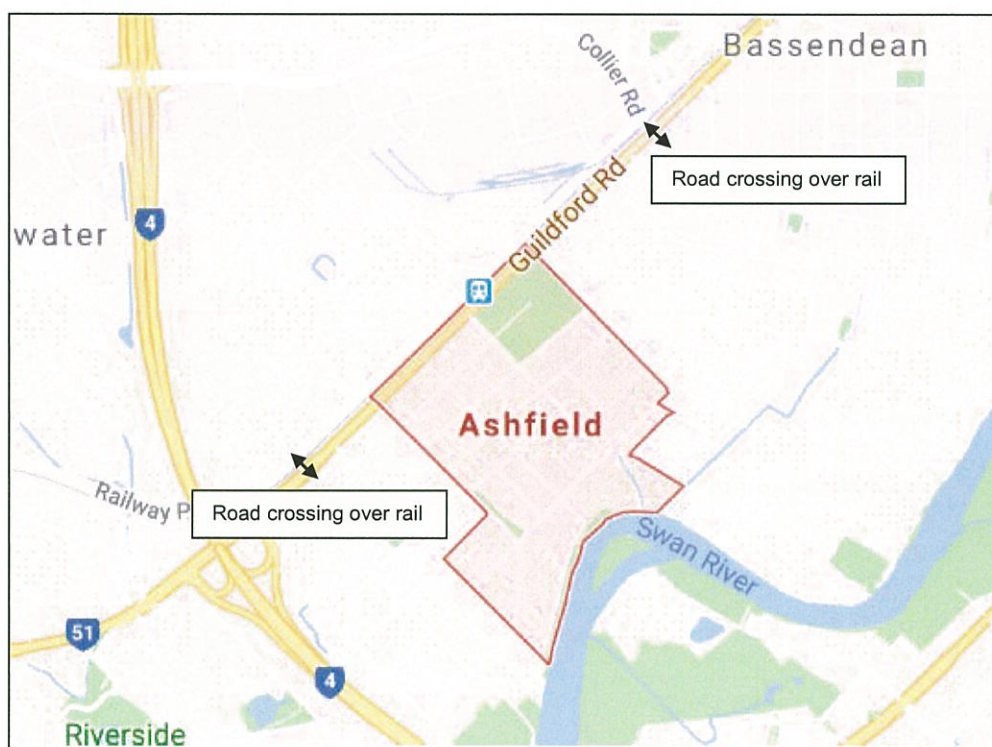 Bassendean
Collier Rd
Road crossing over rail
Guildford Rd
4
water
Ashfield
Railway P
Road crossing over rail
Swan River
51
4
Riverside